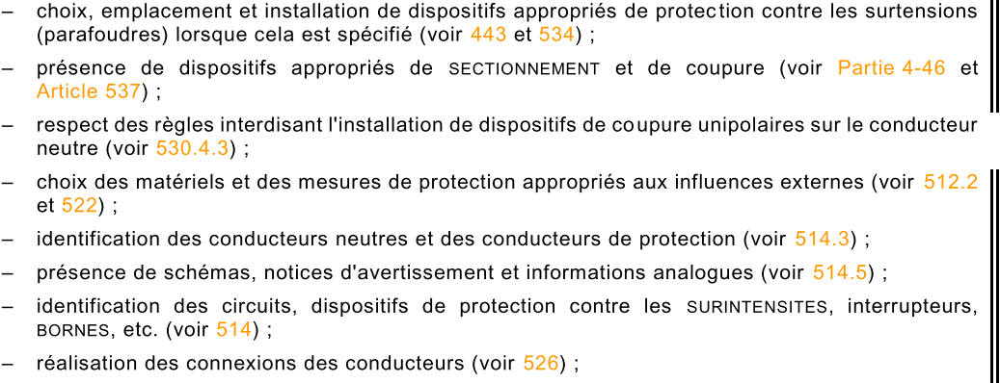 – choix, emplacement et installation de dispositifs appropriés de protection contre les surtensions
(parafoudres) lorsque cela est spécifié (voir 443 et 534) ;
– présence de dispositifs appropriés de SECTIONNEMENT et de coupure (voir Partie 4-46 et
Article 537) ;
– respect des règles interdisant l'installation de dispositifs de coupure unipolaires sur le conducteur
neutre (voir 530.4.3) ;
– choix des matériels et des mesures de protection appropriés aux influences externes (voir 512.2
et 522) ;
– identification des conducteurs neutres et des conducteurs de protection (voir 514.3) ;
– présence de schémas, notices d'avertissement et informations analogues (voir 514.5) ;
– identification des circuits, dispositifs de protection contre les SURINTENSITES, interrupteurs,
BORNES, etc. (voir 514) ;
– réalisation des connexions des conducteurs (voir 526) ;